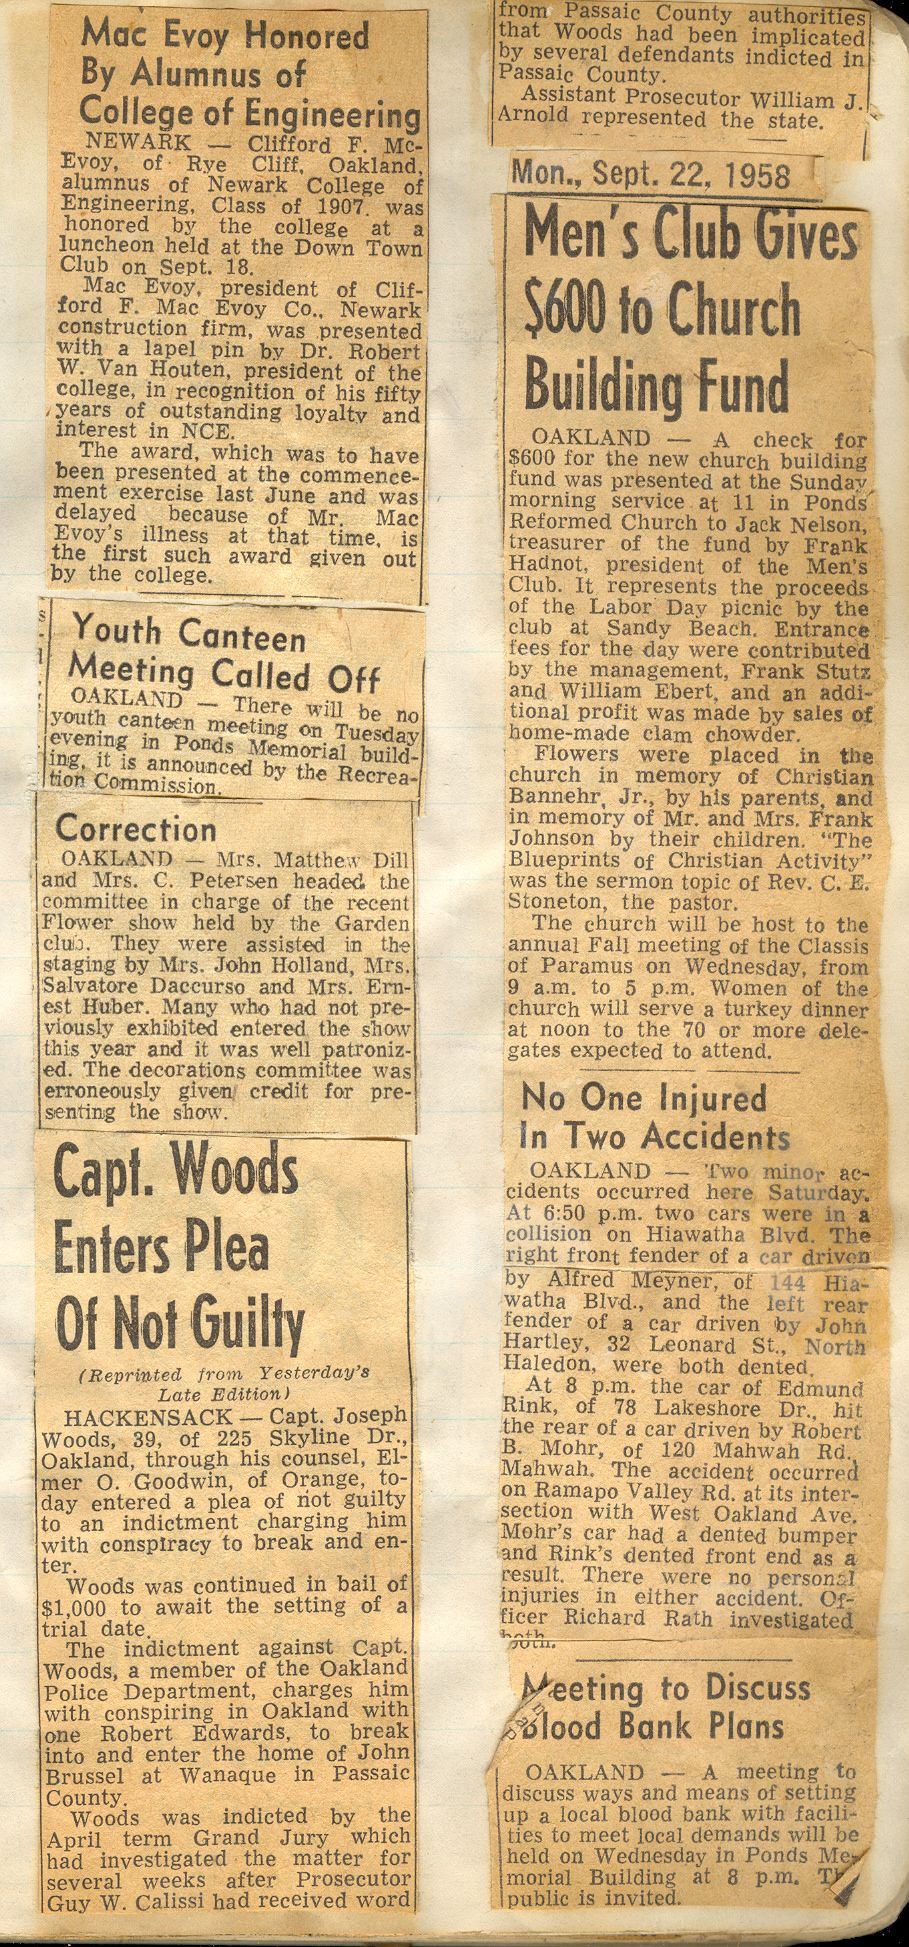 Mac Evoy Honored
By Alumnus of
College of Engineering
NEWARK — Clifford F. Mc-
Evoy, of Rye Cliff, Oakland,
alumnus of Newark College of
Engineering, Class of 1907. was
honored by the college at a
luncheon held at the Down Town
Club on Sept. 18.
Mac Evoy, president of Clif-
ford F. Mac Evoy Co., Newark
construction firm, was presented
with a lapel pin by Dr. Robert
W. Van Houten, president of the
college, in recognition of his fifty
years of outstanding loyalty and
interest in NCE.
The award, which was to have
been presented at the commence-
ment exercise last June and was
delayed because of Mr. Mac
Evoy's illness at that time, is
the first such award given out
by the college.
Youth Canteen
Meeting Called Off
OAKLAND — There will be no
youth canteen meeting on Tuesday
evening in Ponds Memorial build-
ing, it is announced by the Recrea-
tion Commission.
Correction
OAKLAND — Mrs. Matthew Dill
and Mrs. C. Petersen headed the
committee in charge of the recent
Flower show held by the Garden
club. They were assisted in the
staging by Mrs. John Holland, Mrs.
Salvatore Daccurso and Mrs. Ern-
est Huber. Many who had not pre-
viously exhibited entered the show
this year and it was well patroniz-
ed. The decorations committee was
erroneously given credit for pre-
senting the show.
Capt. Woods
Enters Plea
Of Not Guilty
(Reprinted from Yesterday's
Late Edition)
HACKENSACK — Capt. Joseph
Woods, 39, of 225 Skyline Dr.,
Oakland, through his counsel, El-
mer O. Goodwin, of Orange, to-
day entered a plea of not guilty
to an indictment charging him
with conspiracy to break and en-
ter.
Woods was continued in bail of
$1,000 to await the setting of a
trial date.
The indictment against Capt.
Woods, a member of the Oakland
Police Department, charges him
with conspiring in Oakland with
one Robert Edwards, to break
into and enter the home of John
Brussel at Wanaque in Passaic
County.
Woods was indicted by the
April term Grand Jury which
had investigated the matter for
several weeks after Prosecutor
Guy W. Calissi had received word
from Passaic County authorities
that Woods had been implicated
by several defendants indicted in
Passaic County.
Assistant Prosecutor William J.
Arnold represented the state.
Mon., Sept. 22, 1958
Men's Club Gives
$600 to Church
Building Fund
OAKLAND — A check for
$600 for the new church building
fund was presented at the Sunday
morning service at 11 in Ponds
Reformed Church to Jack Nelson,
treasurer of the fund by Frank
Hadnot, president of the Men's
Club. It represents the proceeds
of the Labor Day picnic by the
club at Sandy Beach. Entrance
fees for the day were contributed
by the management, Frank Stutz
and William Ebert, and an addi-
tional profit was made by sales of
home-made clam chowder.
Flowers were placed in the
church in memory of Christian
Bannehr, Jr., by his parents, and
in memory of Mr. and Mrs. Frank
Johnson by their children. "The
Blueprints of Christian Activity"
was the sermon topic of Rev. C. E.
Stoneton, the pastor.
The church will be host to the
annual Fall meeting of the Classis
of Paramus on Wednesday, from
9 a.m. to 5 p.m. Women of the
church will serve a turkey dinner
at noon to the 70 or more dele-
gates expected to attend.
No One Injured
In Two Accidents
OAKLAND — Two minor ac-
cidents occurred here Saturday.
At 6:50 p.m. two cars were in a
collision on Hiawatha Blvd. The
right front fender of a car driven
by Alfred Meyner, of 144 Hia-
watha Blvd., and the left rear
fender of a car driven by John
Hartley, 32 Leonard St., North
Haledon, were both dented.
At 8 p.m. the car of Edmund
Rink, of 78 Lakeshore Dr., hit
the rear of a car driven by Robert
B. Mohr, of 120 Mahwah Rd.,
Mahwah. The accident occurred
on Ramapo Valley Rd. at its inter-
section with West Oakland Ave.
Mohr's car had a dented bumper
and Rink's dented front end as a
result. There were no personal
injuries in either accident. Of-
ficer Richard Rath investigated
both.
Meeting to Discuss
Blood Bank Plans
OAKLAND — A meeting to
discuss ways and means of setting
up a local blood bank with facili-
ties to meet local demands will be
held on Wednesday in Ponds Me-
morial Building at 8 p.m. The
public is invited.